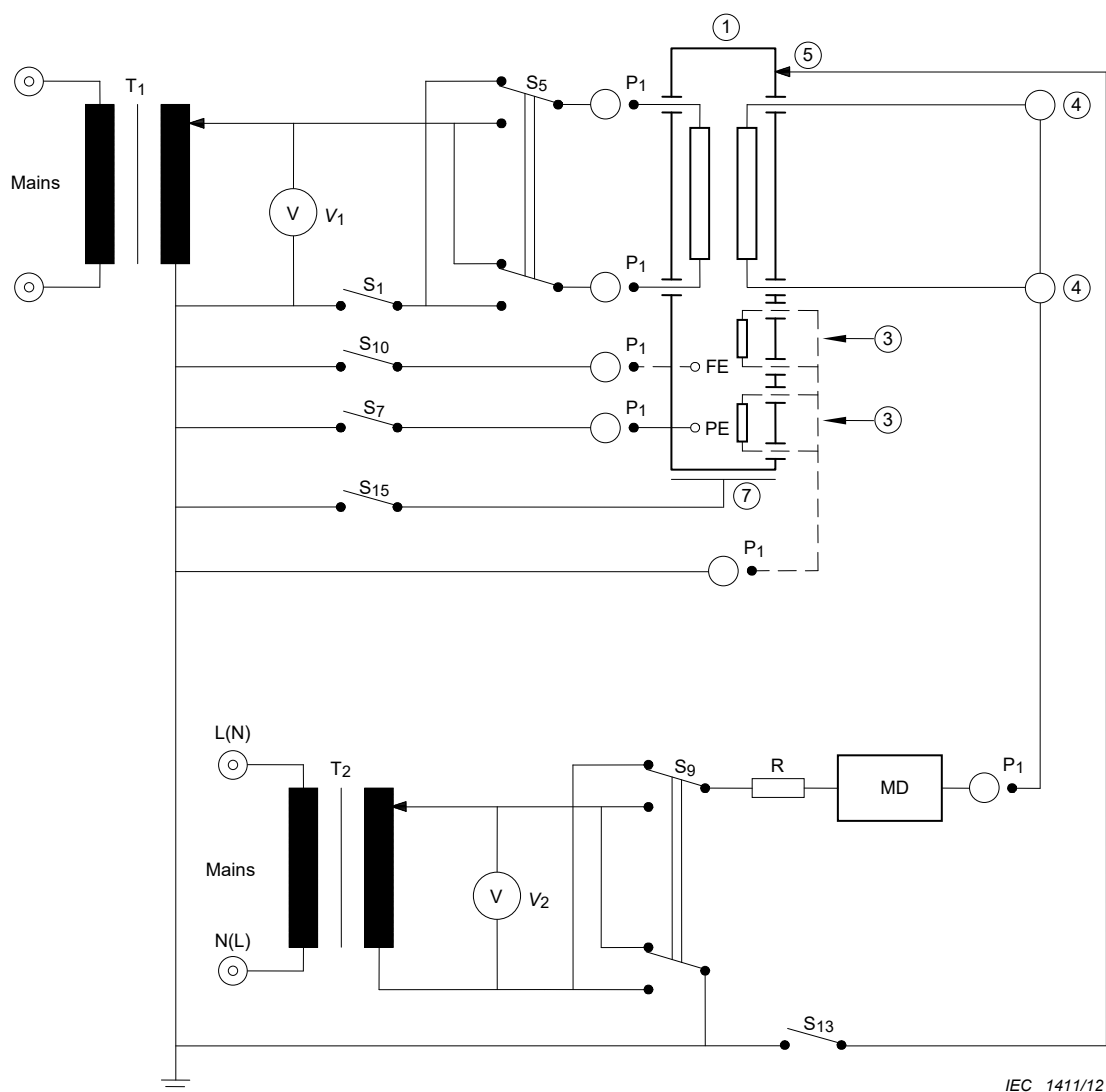 1
5
T1
S5
P1
4
Mains
V
V1
P1
4
S1
S10
P1
3
FE
S7
P1
3
PE
S15
7
P1
L(N)
T2
S9
R
MD
P1
Mains
V
V2
N(L)
S13
IEC 1411/12